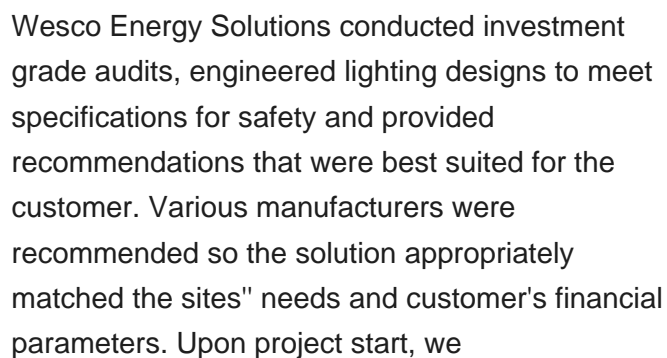 Wesco Energy Solutions conducted investment
grade audits, engineered lighting designs to meet
specifications for safety and provided
recommendations that were best suited for the
customer. Various manufacturers were
recommended so the solution appropriately
matched the sites" needs and customer's financial
parameters. Upon project start, we